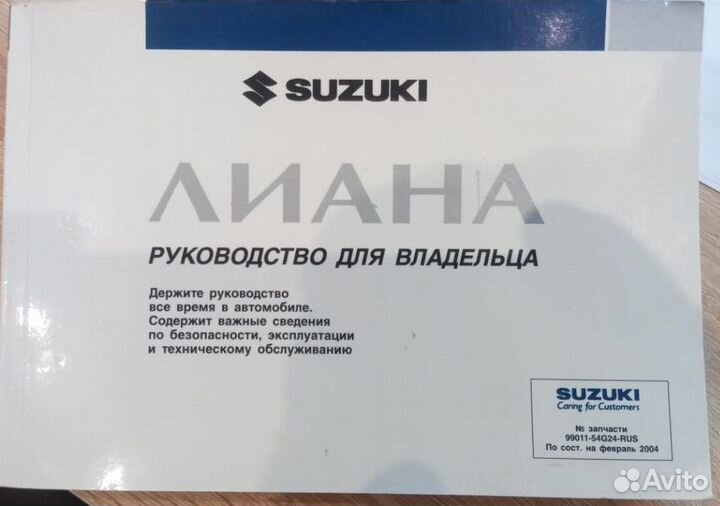 SUZUKI
ЛИАНА
РУКОВОДСТВО ДЛЯ ВЛАДЕЛЬЦА
Держите руководство
все время в автомобиле.
Содержит важные сведения
по безопасности, эксплуатации
и техническому обслуживанию
SUZUKI
Caring for Customers
№ запчасти
99011-54G24-RUS
По сост. на февраль 2004
Avito